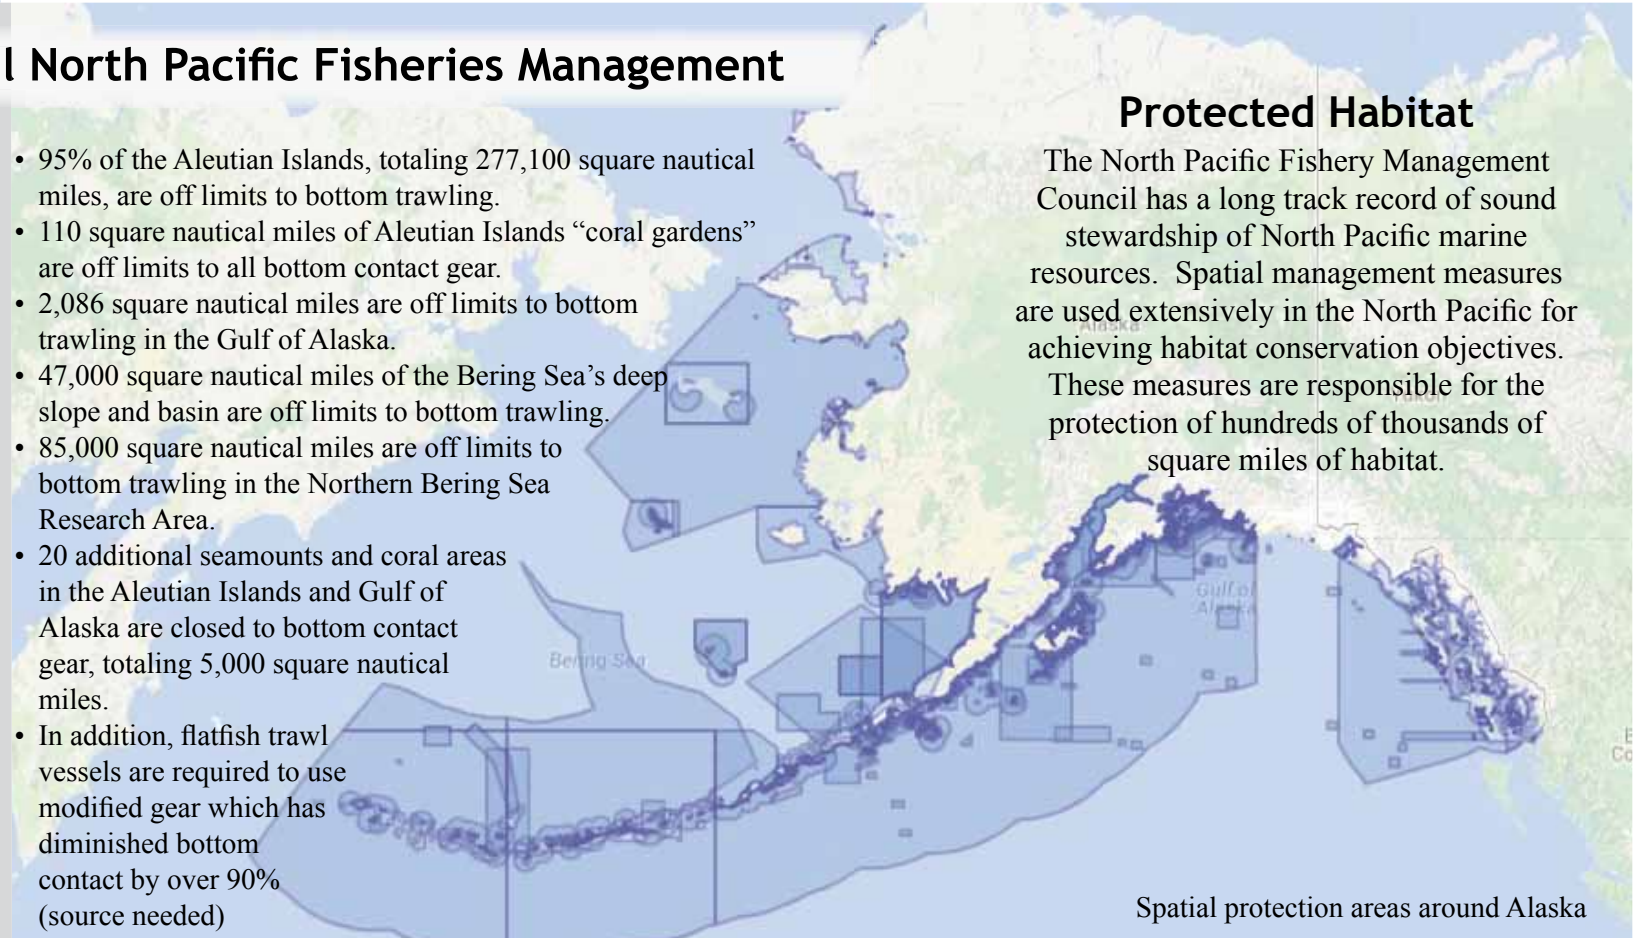 l North Pacific Fisheries Management
• 95% of the Aleutian Islands, totaling 277,100 square nautical
miles, are off limits to bottom trawling.
• 110 square nautical miles of Aleutian Islands “coral gardens”
are off limits to all bottom contact gear.
• 2,086 square nautical miles are off limits to bottom
trawling in the Gulf of Alaska.
• 47,000 square nautical miles of the Bering Sea’s deep
slope and basin are off limits to bottom trawling.
• 85,000 square nautical miles are off limits to
bottom trawling in the Northern Bering Sea
Research Area.
• 20 additional seamounts and coral areas
in the Aleutian Islands and Gulf of
Alaska are closed to bottom contact
gear, totaling 5,000 square nautical
miles.
• In addition, flatfish trawl
vessels are required to use
modified gear which has
diminished bottom
contact by over 90%
(source needed)
Protected Habitat
The North Pacific Fishery Management
Council has a long track record of sound
stewardship of North Pacific marine
resources.  Spatial management measures
are used extensively in the North Pacific for
achieving habitat conservation objectives.
These measures are responsible for the
protection of hundreds of thousands of
square miles of habitat.
Alaska
Yukon
Gulf of
Alaska
Bering Sea
Spatial protection areas around Alaska